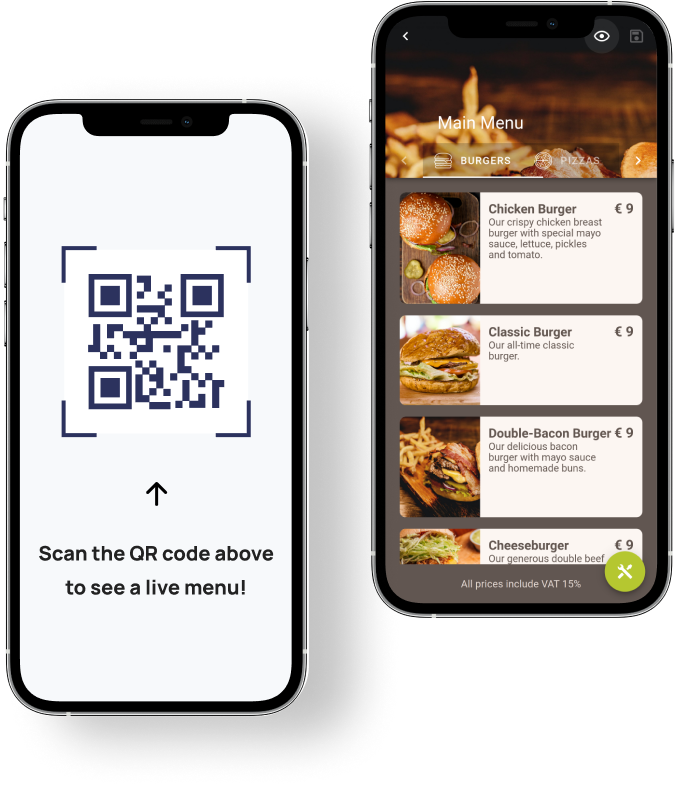 Scan the QR code above
to see a live menu!
Main Menu
BURGERS
PIZZAS
Chicken Burger € 9
Our crispy chicken breast
burger with special mayo
sauce, lettuce, pickles
and tomato.
Classic Burger € 9
Our all-time classic
burger.
Double-Bacon Burger € 9
Our delicious bacon
burger with mayo sauce
and homemade buns.
Cheeseburger € 9
Our generous double beef
All prices include VAT 15%